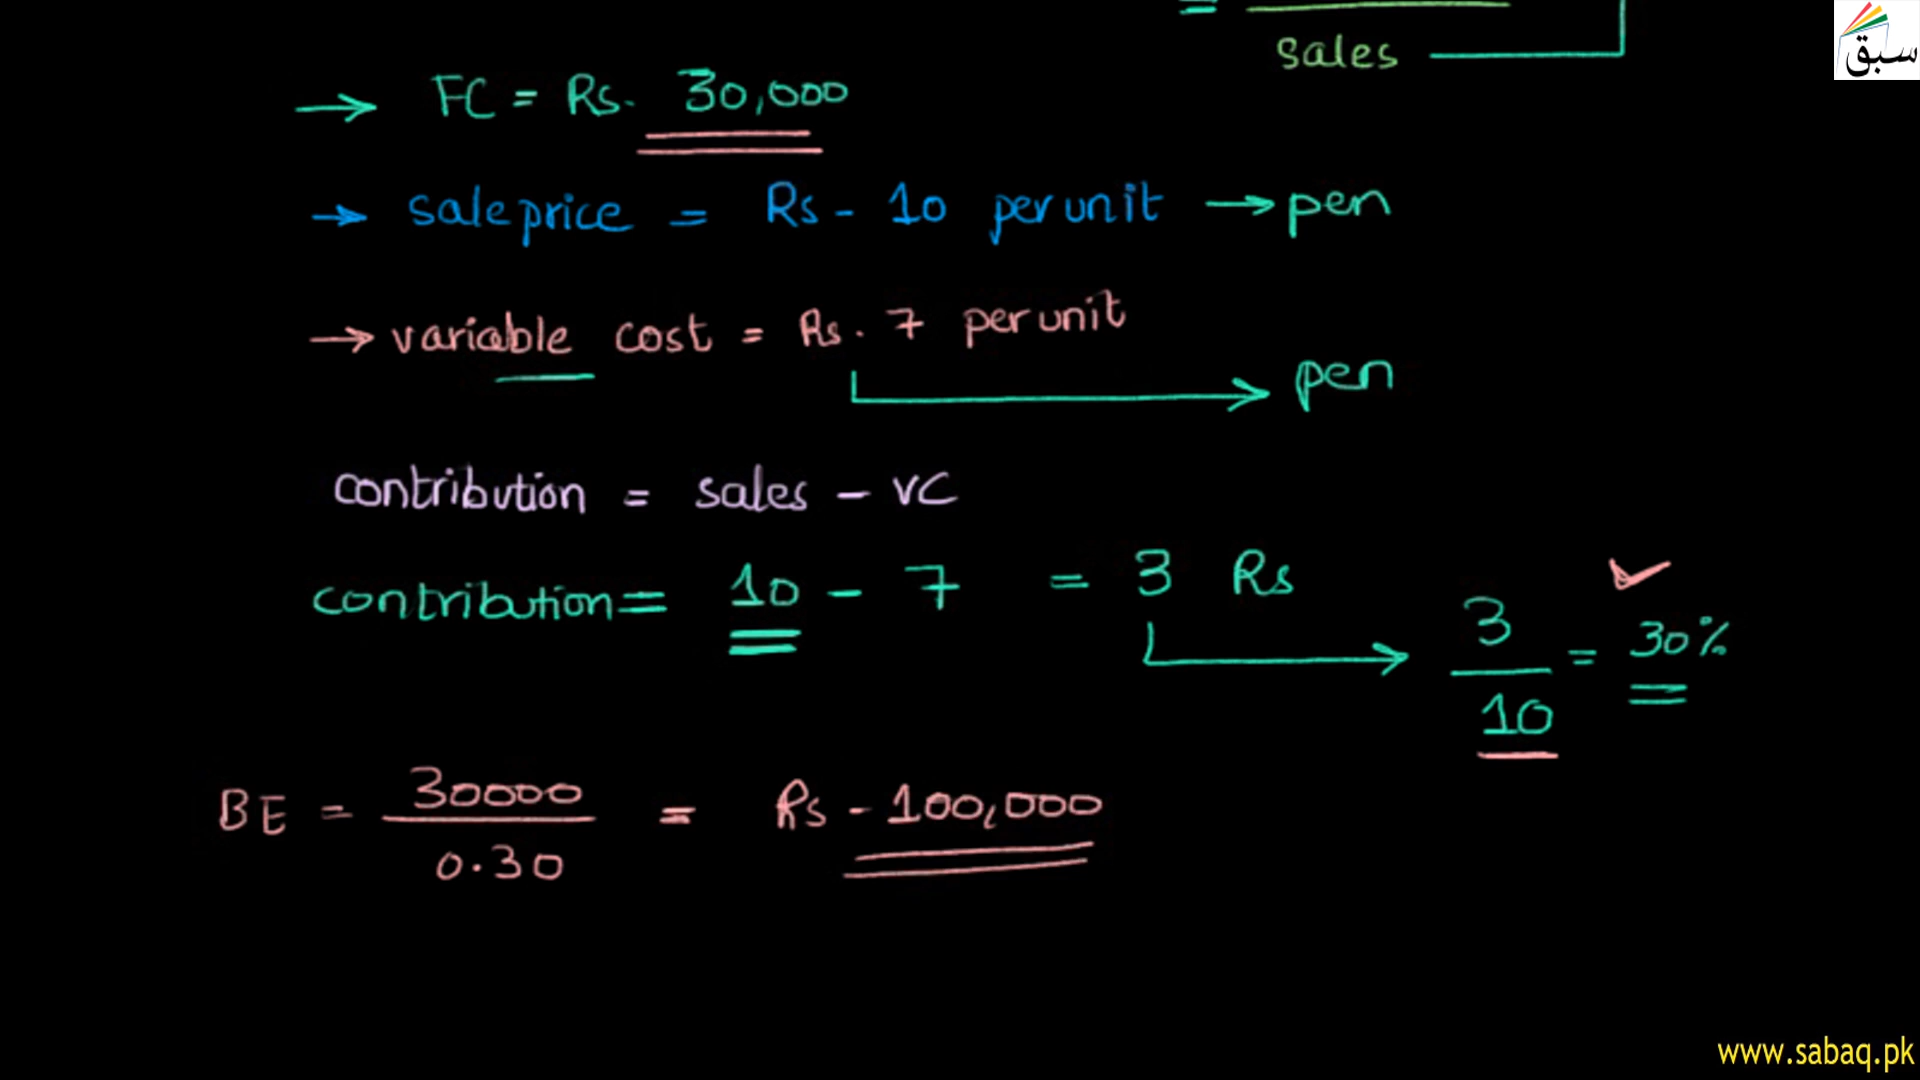 =
sales
سبق
→ FC = Rs. 30,000
→ sale price = Rs - 10 per unit → pen
→ variable cost = Rs. 7 per unit
pen
contribution = sales - VC
contribution = 10 - 7 = 3 Rs
3
10
= 30%
BE = 30000
0.30
= Rs - 100,000
www.sabaq.pk